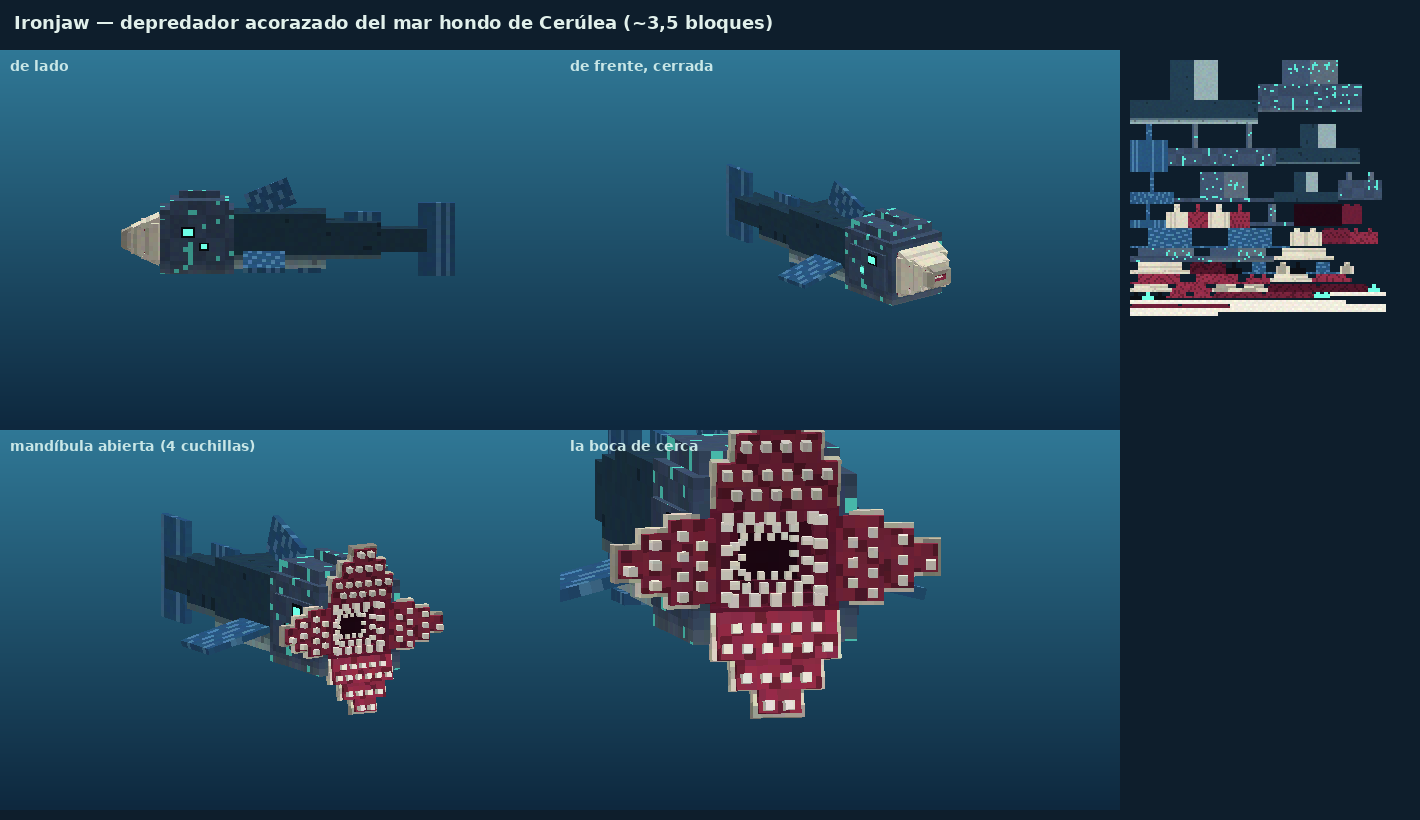 Ironjaw — depredador acorazado del mar hondo de Cerúlea (~3,5 bloques)
de lado
de frente, cerrada
mandíbula abierta (4 cuchillas)
la boca de cerca